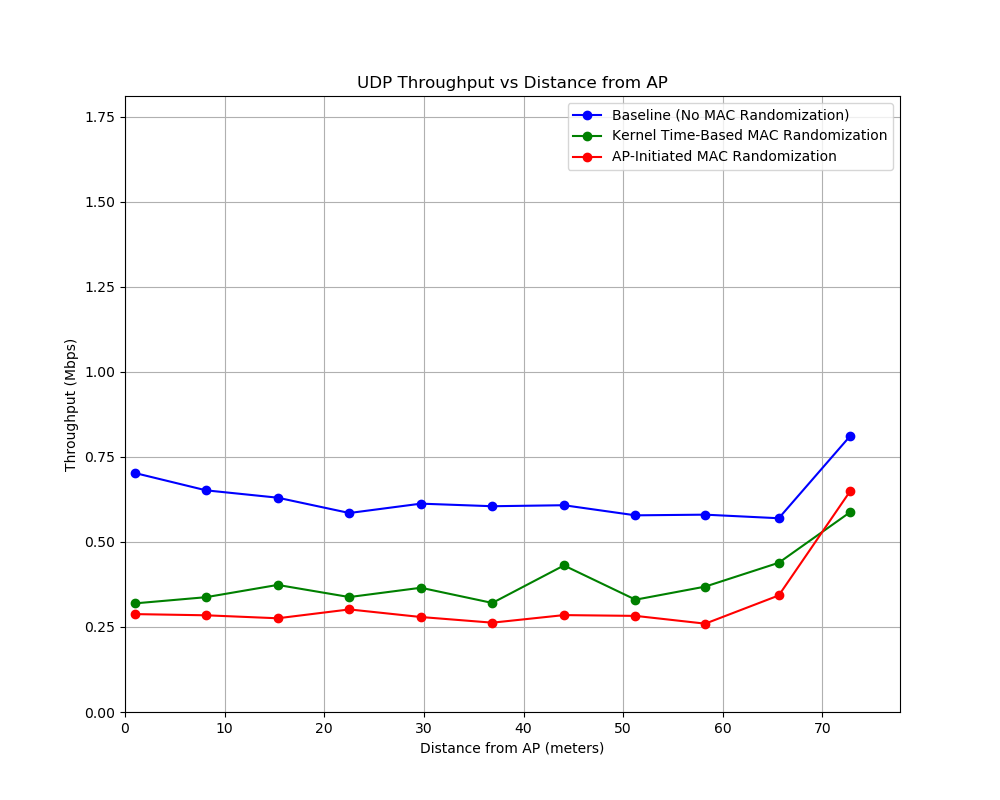 UDP Throughput vs Distance from AP
Baseline (No MAC Randomization)
Kernel Time-Based MAC Randomization
AP-Initiated MAC Randomization
1.75
1.50
1.25
1.00
0.75
0.50
0.25
0.00
Throughput (Mbps)
0 10 20 30 40 50 60 70
Distance from AP (meters)